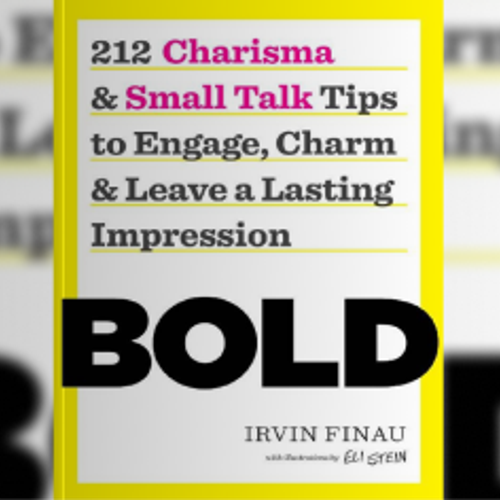 212 Charisma
& Small Talk Tips
to Engage, Charm
& Leave a Lasting
Impression
BOLD
IRVIN FINAU
with illustrations by ELI STEIN